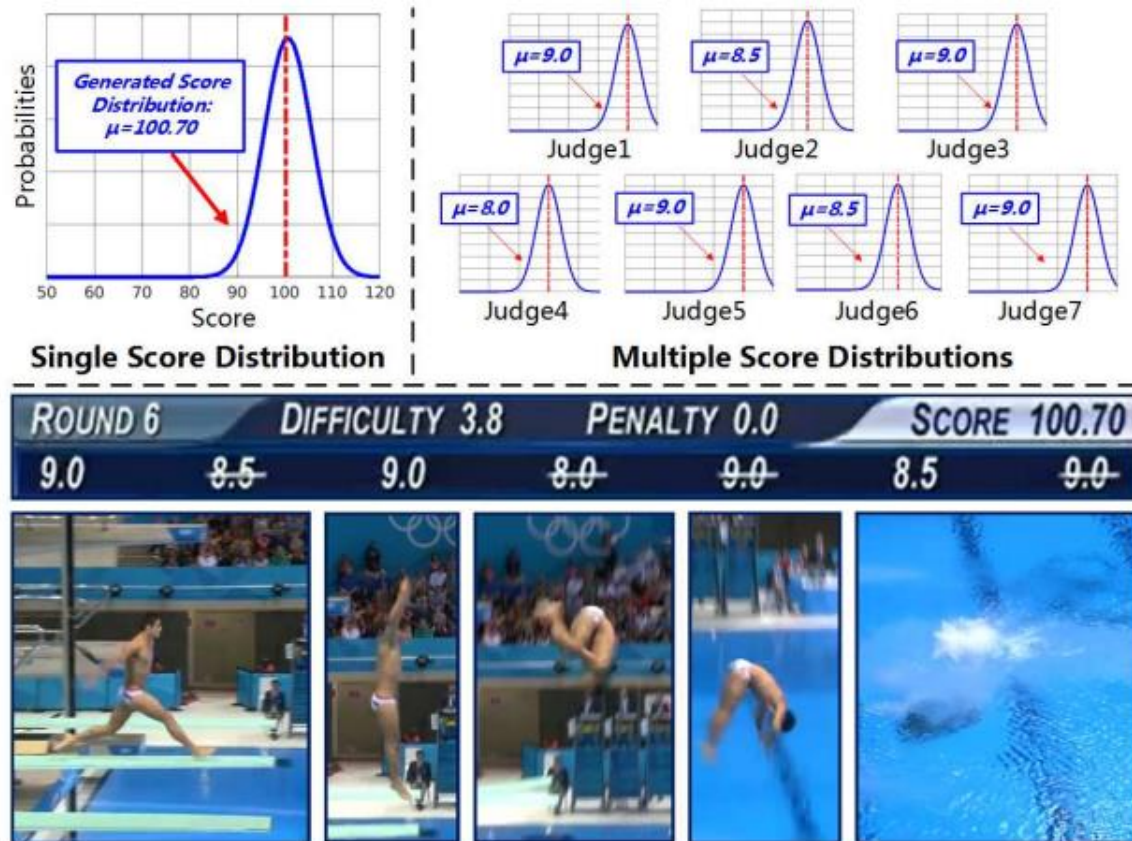 Probabilities
Generated Score
Distribution:
μ=100.70
50 60 70 80 90 100 110 120
Score
Single Score Distribution
μ=9.0
Judge1
μ=8.5
Judge2
μ=9.0
Judge3
μ=8.0
Judge4
μ=9.0
Judge5
μ=8.5
Judge6
μ=9.0
Judge7
Multiple Score Distributions
ROUND 6 DIFFICULTY 3.8 PENALTY 0.0 SCORE 100.70
9.0 8.5 9.0 8.0 9.0 8.5 9.0